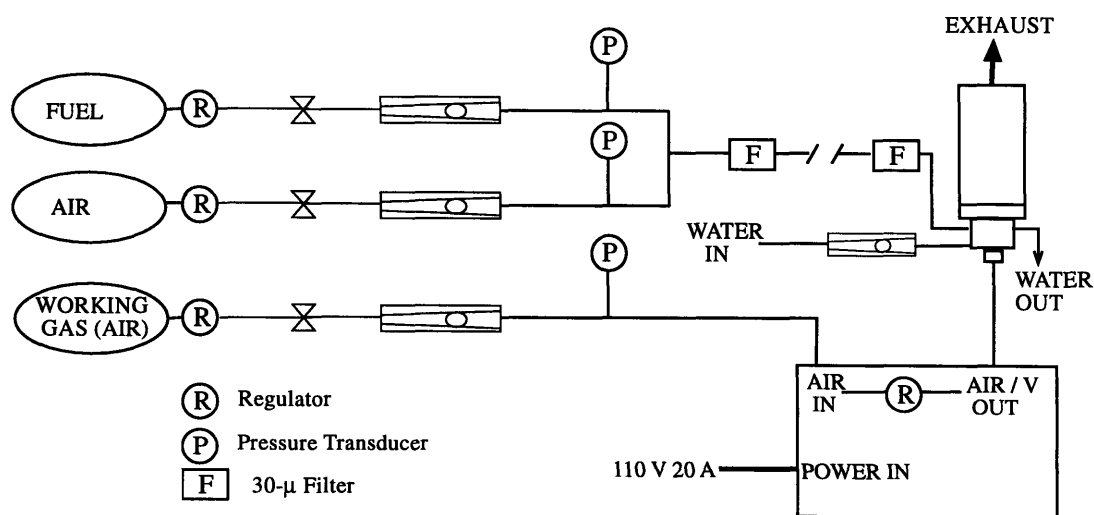 EXHAUST
P
FUEL
R
P
F
F
AIR
R
WATER
IN
P
WATER
OUT
WORKING
GAS (AIR)
R
AIR
IN
R
AIR / V
OUT
R Regulator
P Pressure Transducer
110 V 20 A
POWER IN
F 30-μ Filter